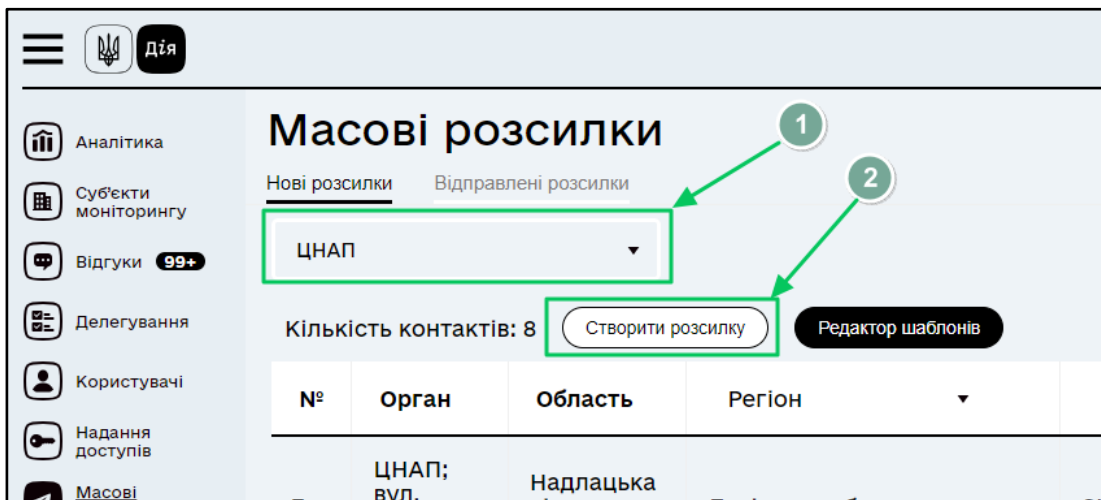 Дія
Масові розсилки
1
Нові розсилки Відправлені розсилки
2
ЦНАП
Кількість контактів: 8 Створити розсилку Редактор шаблонів
№ Орган Область Регіон
ЦНАП;
вул.
Надлацька
Аналітика
Суб'єкти
моніторингу
Відгуки 99+
Делегування
Користувачі
Надання
доступів
Масові